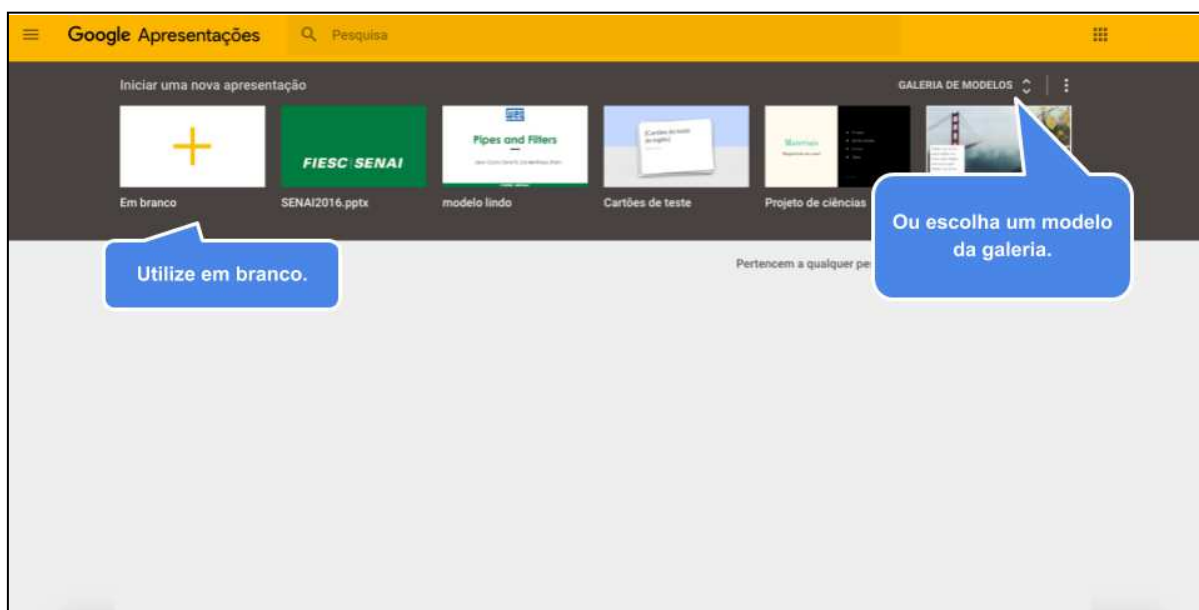 Google Apresentações
Pesquisa
Iniciar uma nova apresentação
GALERIA DE MODELOS
FIESC SENAI
Pipes and Filters
Materiais
Em branco
SENAI2016.pptx
modelo lindo
Cartões de teste
Projeto de ciências
Utilize em branco.
Ou escolha um modelo
da galeria.
Pertencem a qualquer